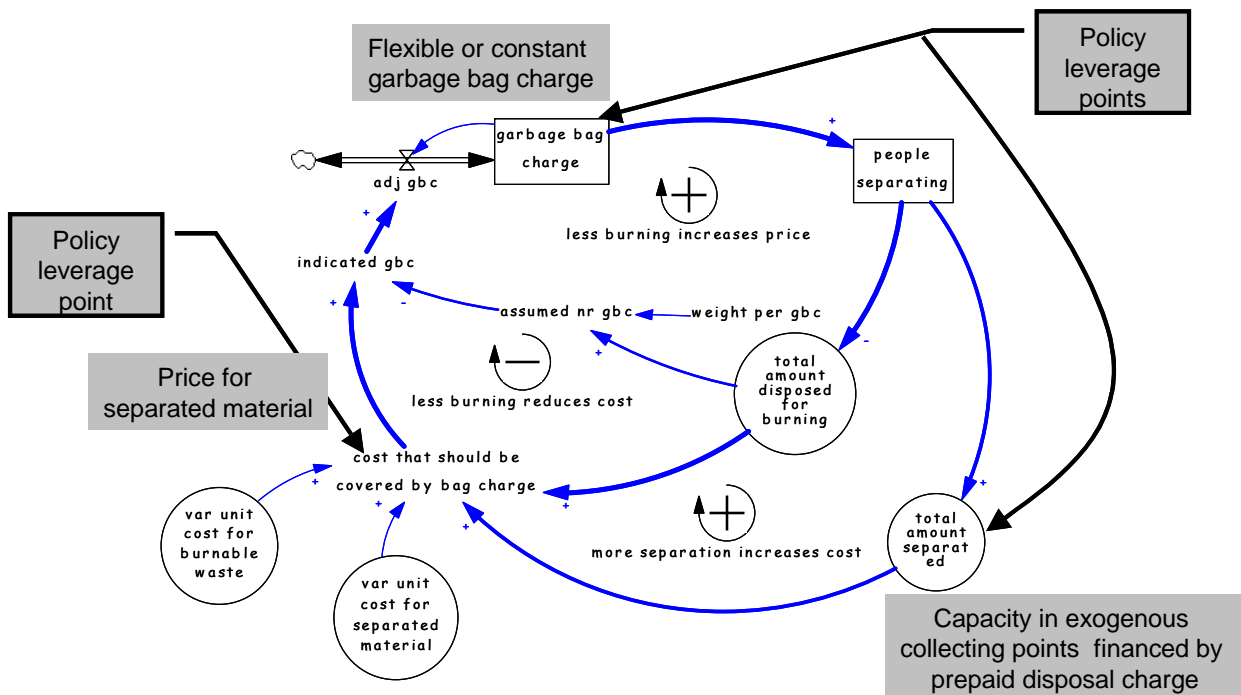 Flexible or constant
garbage bag charge
Policy
leverage
points
garbage bag
charge
+
people
separating
adj gbc
+
less burning increases price
Policy
leverage
point
indicated gbc
+
-
assumed nr gbc
weight per gbc
+
-
total
amount
disposed
for
burning
Price for
separated material
less burning reduces cost
cost that should be
covered by bag charge
+
+
+
+
+
more separation increases cost
var unit
cost for
burnable
waste
var unit
cost for
separated
material
total
amount
separat
ed
Capacity in exogenous
collecting points financed by
prepaid disposal charge